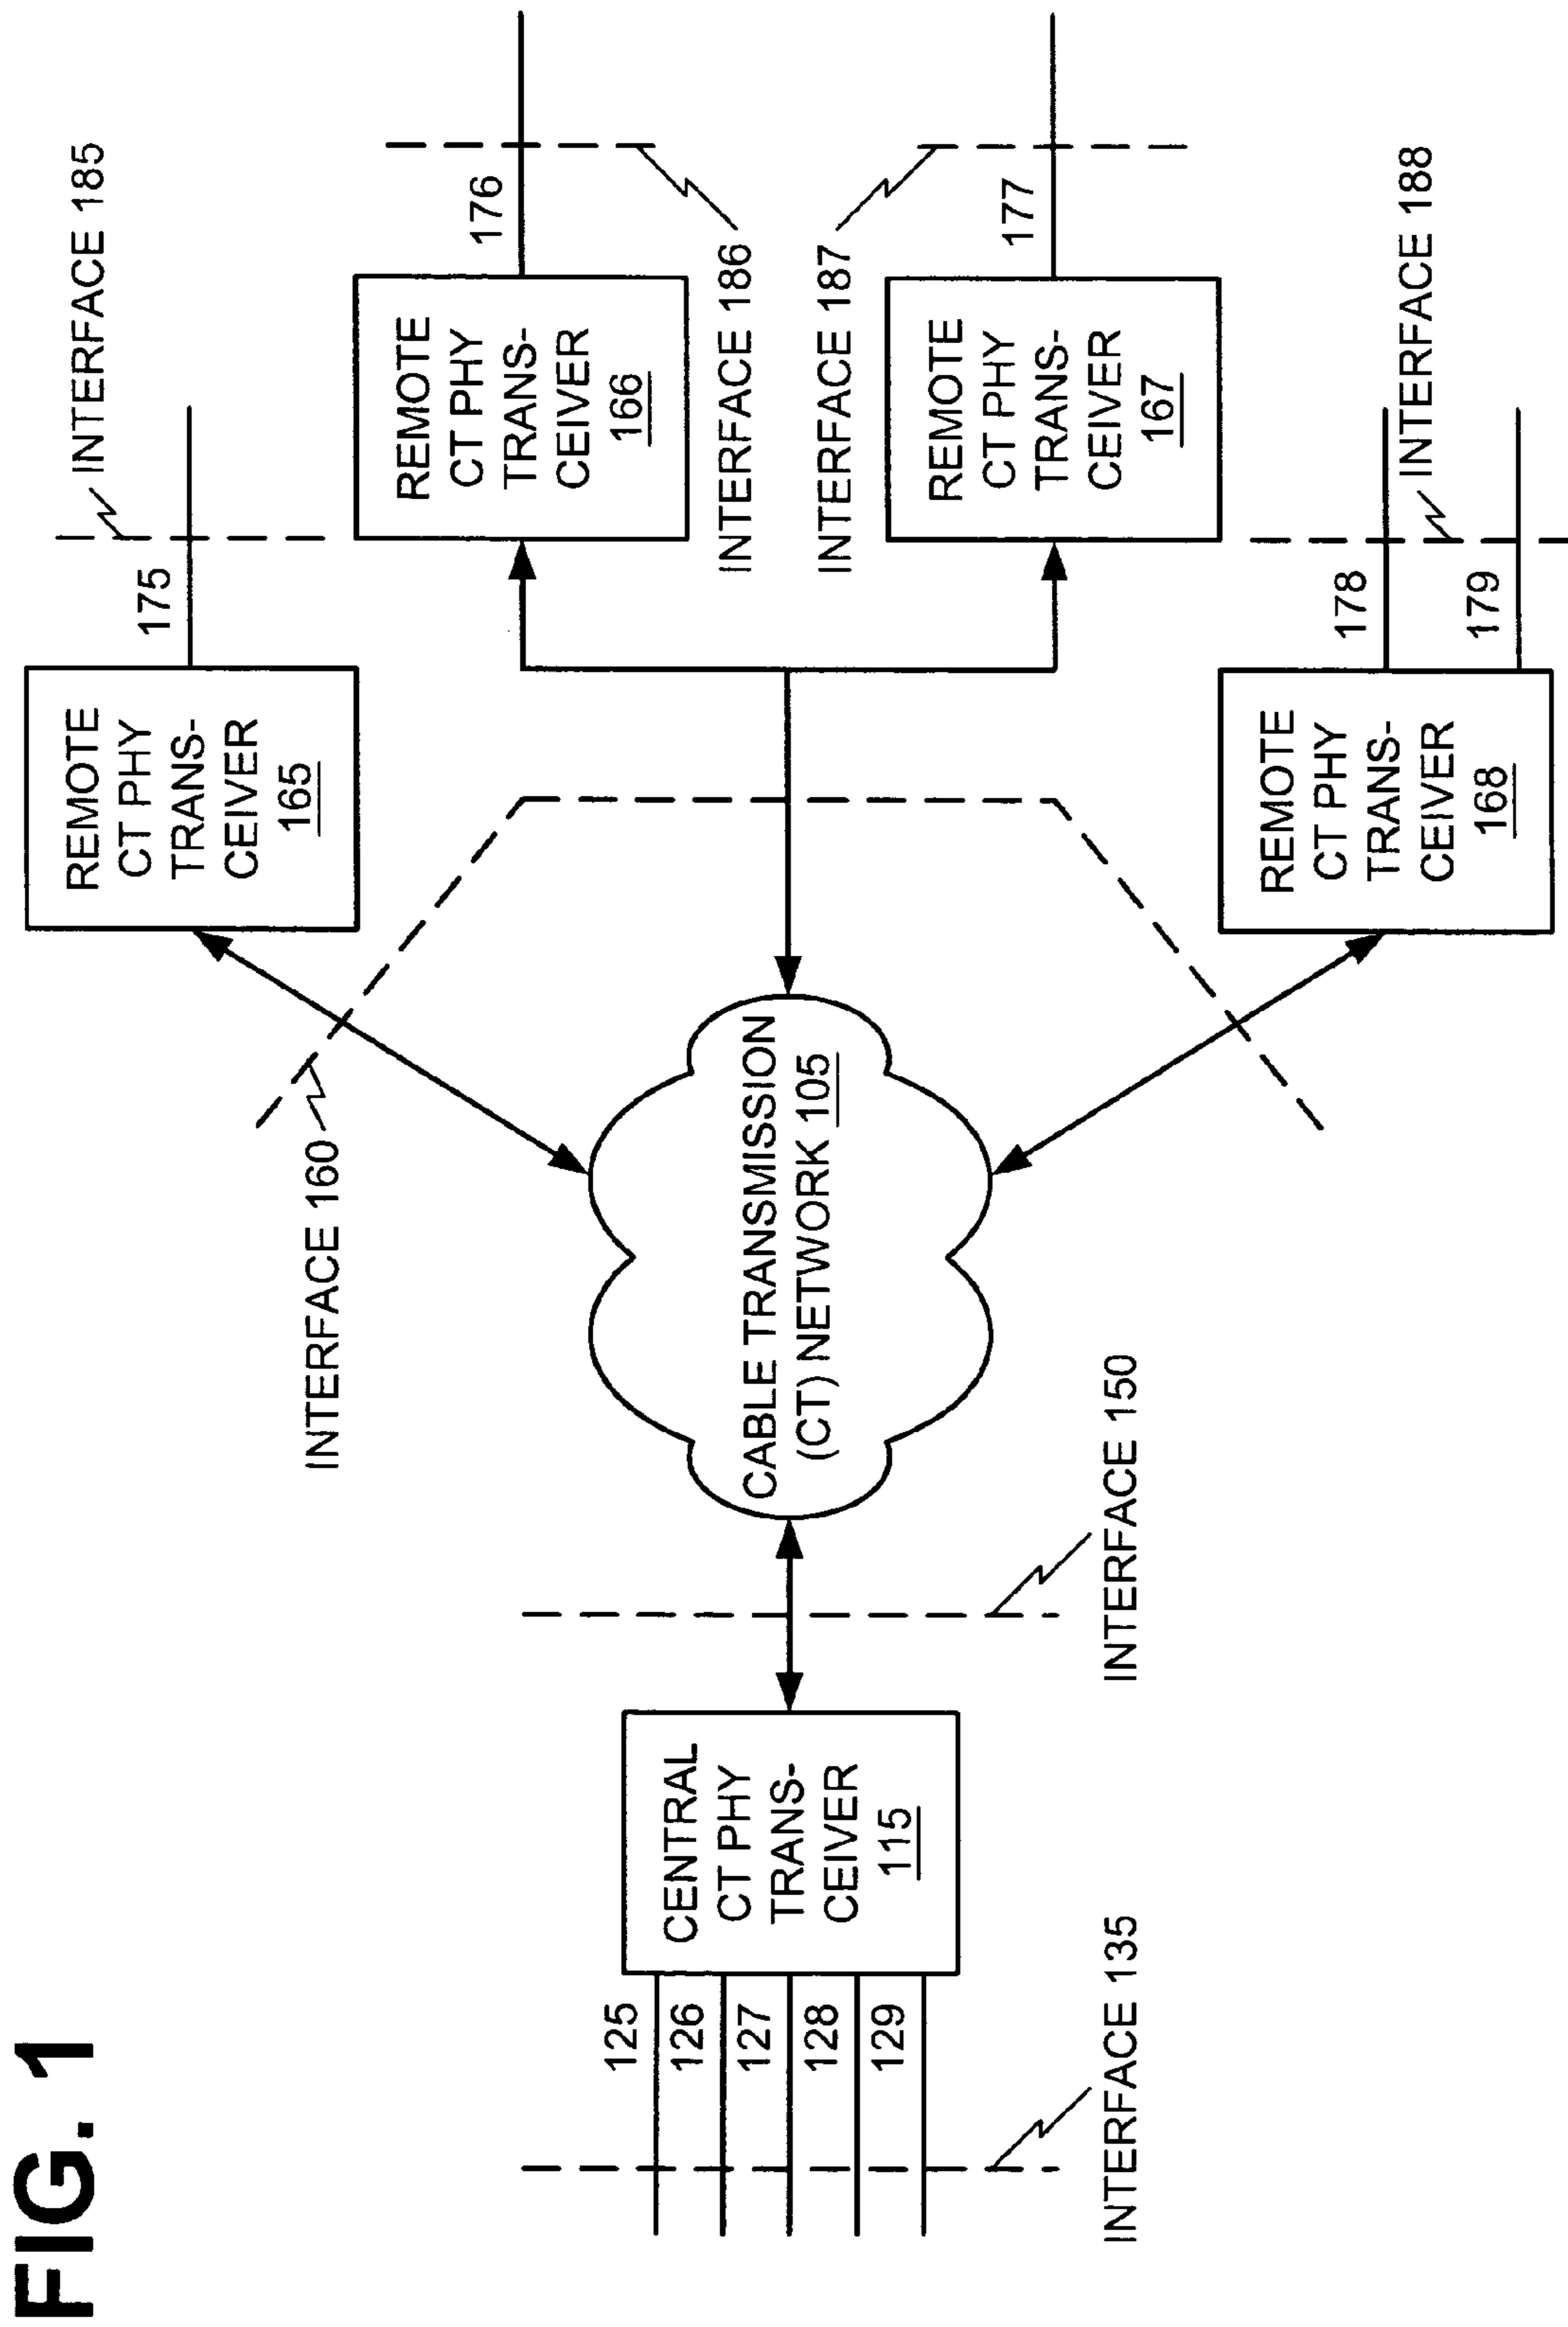 FIG. 1
125
126
127
128
129
INTERFACE 135
CENTRAL
CT PHY
TRANS-
CEIVER
115
INTERFACE 150
CABLE TRANSMISSION
(CT) NETWORK 105
INTERFACE 160
REMOTE
CT PHY
TRANS-
CEIVER
165
175
INTERFACE 185
REMOTE
CT PHY
TRANS-
CEIVER
166
176
INTERFACE 186
INTERFACE 187
REMOTE
CT PHY
TRANS-
CEIVER
167
177
REMOTE
CT PHY
TRANS-
CEIVER
168
178
179
INTERFACE 188